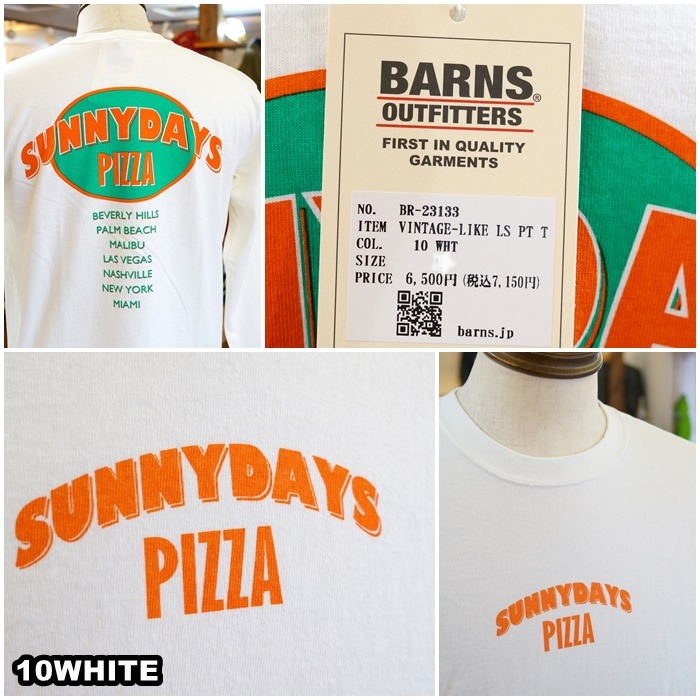 SUNNYDAYS
PIZZA
BEVERLY HILLS
PALM BEACH
MALIBU
LAS VEGAS
NASHVILLE
NEW YORK
MIAMI
BARNS®
OUTFITTERS
FIRST IN QUALITY
GARMENTS
NO. BR-23133
ITEM VINTAGE-LIKE LS PT T
COL. 10 WHT
SIZE
PRICE 6,500円(税込7,150円)
barns.jp
SUNNYDAYS
PIZZA
10WHITE
SUNNYDAYS
PIZZA